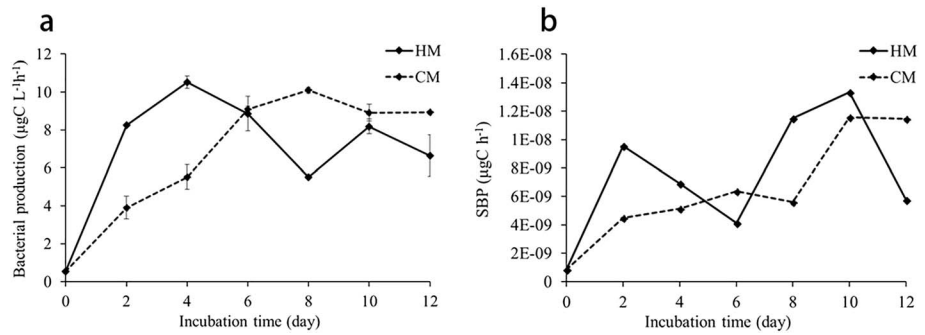 a
Bacterial production (µgC L⁻¹h⁻¹)
12
10
8
6
4
2
0
0 2 4 6 8 10 12
Incubation time (day)
HM
CM
b
SBP (µgC h⁻¹)
1.6E-08
1.4E-08
1.2E-08
1E-08
8E-09
6E-09
4E-09
2E-09
0
0 2 4 6 8 10 12
Incubation time (day)
HM
CM